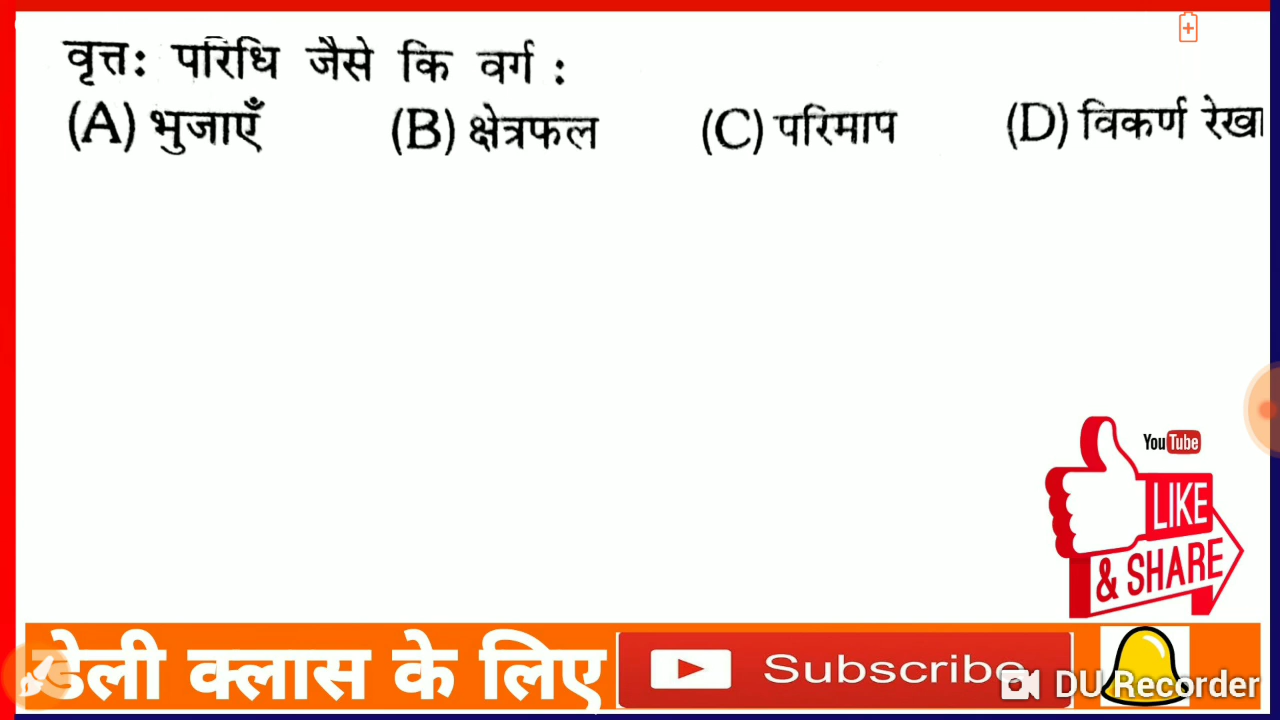 वृत्त: परिधि जैसे कि वर्ग :
(A) भुजाएँ (B) क्षेत्रफल (C) परिमाप (D) विकर्ण रेखा
YouTube
LIKE
& SHARE
डेली क्लास के लिए Subscribe
DU Recorder